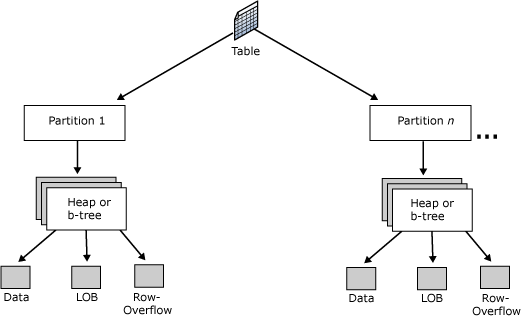 Table
Partition 1
Partition n
...
Heap or
b-tree
Heap or
b-tree
Data
LOB
Row-
Overflow
Data
LOB
Row-
Overflow